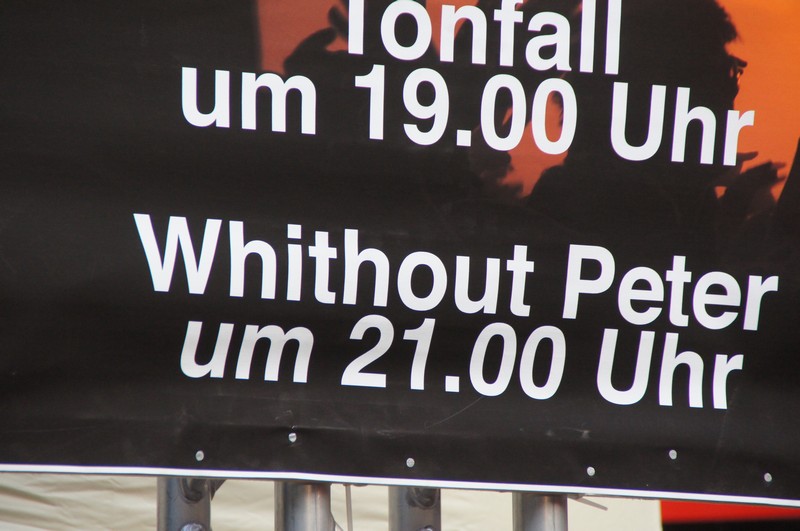 Tonfall
um 19.00 Uhr
Whithout Peter
um 21.00 Uhr